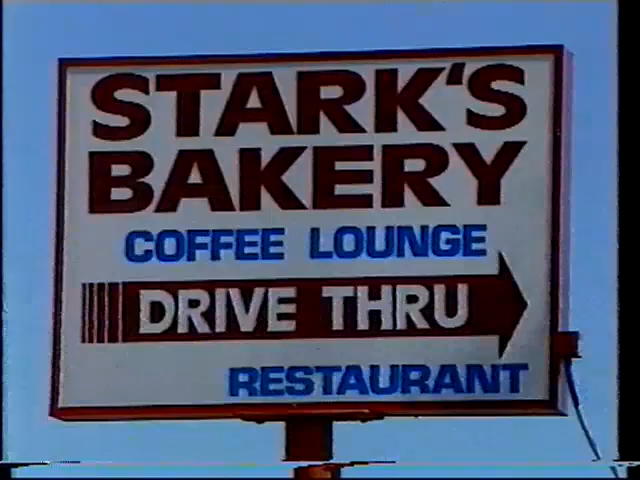 STARK'S
BAKERY
COFFEE LOUNGE
DRIVE THRU
RESTAURANT